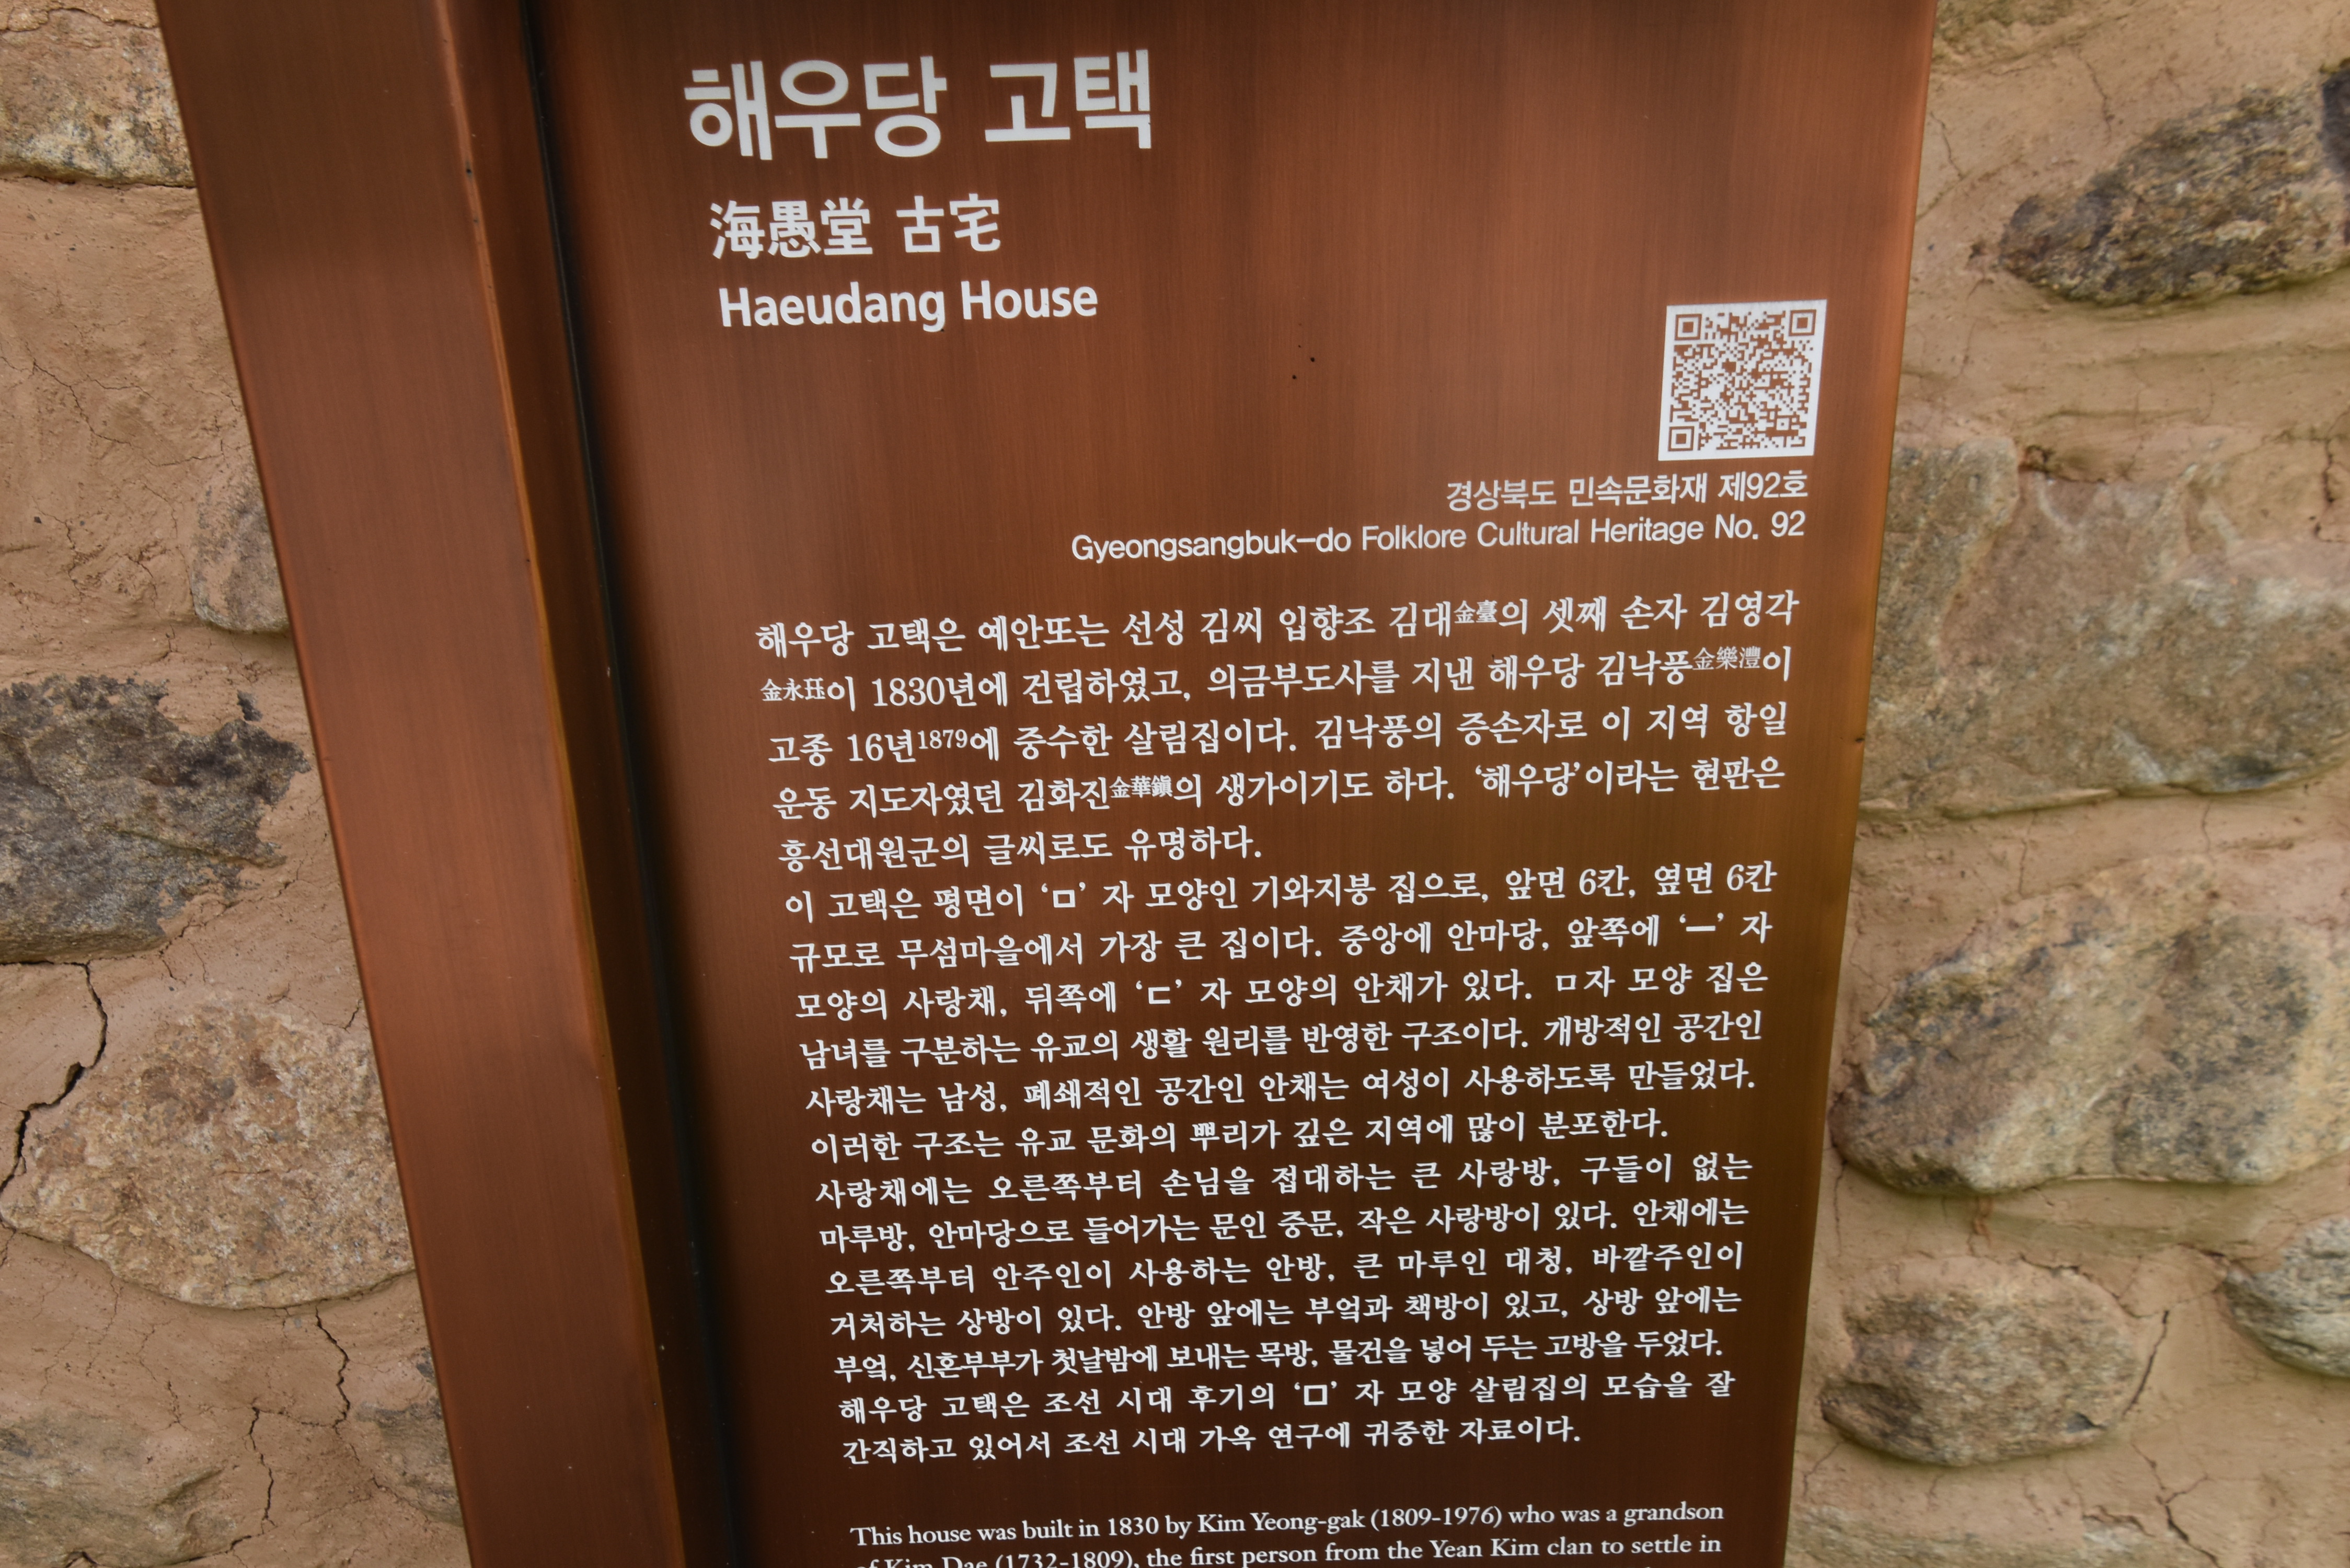 해우당 고택
海愚堂 古宅
Haeudang House
경상북도 민속문화재 제92호
Gyeongsangbuk-do Folklore Cultural Heritage No. 92
해우당 고택은 예안또는 선성 김씨 입향조 김대金臺의 셋째 손자 김영각
金永珏이 1830년에 건립하였고, 의금부도사를 지낸 해우당 김낙풍金樂灃이
고종 16년1879에 중수한 살림집이다. 김낙풍의 증손자로 이 지역 항일
운동 지도자였던 김화진金華鎭의 생가이기도 하다. ‘해우당’이라는 현판은
흥선대원군의 글씨로도 유명하다.
이 고택은 평면이 ‘ㅁ’ 자 모양인 기와지붕 집으로, 앞면 6칸, 옆면 6칸
규모로 무섬마을에서 가장 큰 집이다. 중앙에 안마당, 앞쪽에 ‘ㅡ’ 자
모양의 사랑채, 뒤쪽에 ‘ㄷ’ 자 모양의 안채가 있다. ㅁ자 모양 집은
남녀를 구분하는 유교의 생활 원리를 반영한 구조이다. 개방적인 공간인
사랑채는 남성, 폐쇄적인 공간인 안채는 여성이 사용하도록 만들었다.
이러한 구조는 유교 문화의 뿌리가 깊은 지역에 많이 분포한다.
사랑채에는 오른쪽부터 손님을 접대하는 큰 사랑방, 구들이 없는
마루방, 안마당으로 들어가는 문인 중문, 작은 사랑방이 있다. 안채에는
오른쪽부터 안주인이 사용하는 안방, 큰 마루인 대청, 바깥주인이
거처하는 상방이 있다. 안방 앞에는 부엌과 책방이 있고, 상방 앞에는
부엌, 신혼부부가 첫날밤에 보내는 목방, 물건을 넣어 두는 고방을 두었다.
해우당 고택은 조선 시대 후기의 ‘ㅁ’ 자 모양 살림집의 모습을 잘
간직하고 있어서 조선 시대 가옥 연구에 귀중한 자료이다.
This house was built in 1830 by Kim Yeong-gak (1809-1976) who was a grandson
of Kim Dae (1732-1809), the first person from the Yean Kim clan to settle in